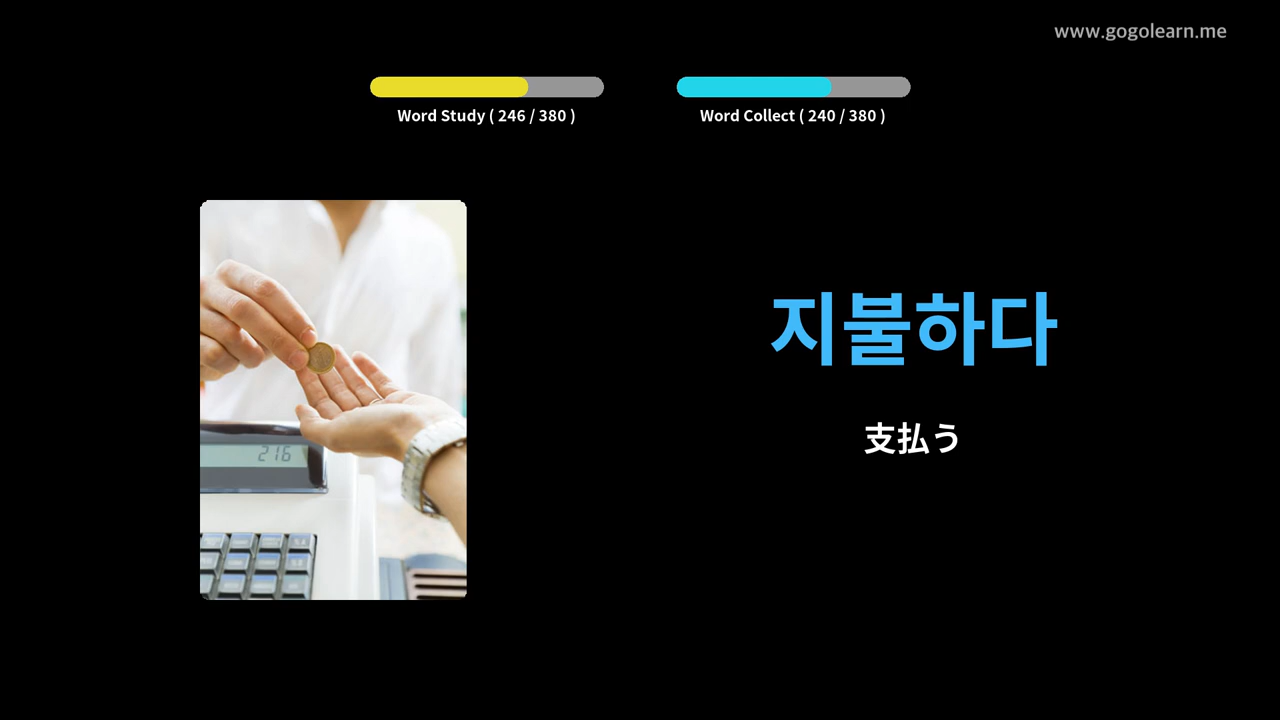 www.gogolearn.me
Word Study ( 246 / 380 )
Word Collect ( 240 / 380 )
지불하다
支払う
216